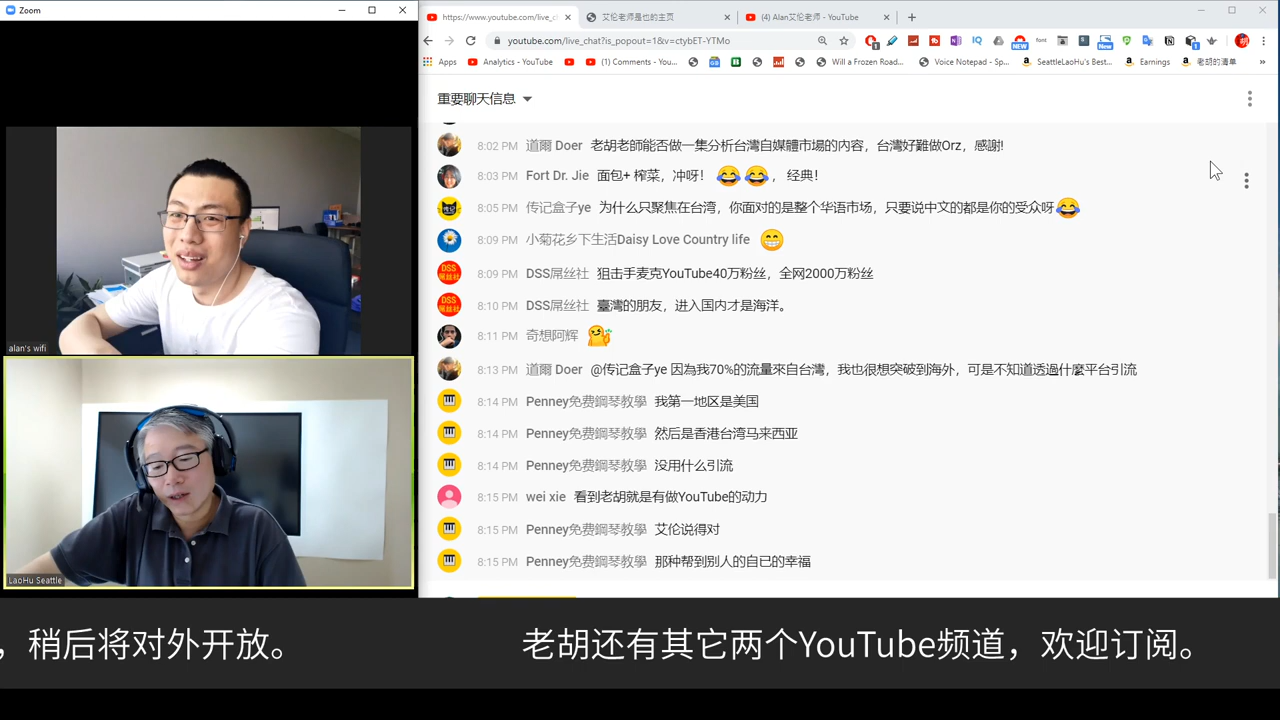 Zoom
https://www.youtube.com/live_c
艾伦老师是也的主页
(4) Alan艾伦老师 - YouTube
youtube.com/live_chat?is_popout=1&v=ctybET-YTMo
Apps
Analytics - YouTube
(1) Comments - You...
Will a Frozen Road...
Voice Notepad - Sp...
SeattleLaoHu's Best...
Earnings
老胡的清单
重要聊天信息
8:02 PM 道爾 Doer 老胡老師能否做一集分析台灣自媒體市場的内容，台灣好難做Orz，感謝!
8:03 PM Fort Dr. Jie 面包+ 榨菜，冲呀！😂😂，经典！
8:05 PM 传记盒子ye 为什么只聚焦在台湾，你面对的是整个华语市场，只要说中文的都是你的受众呀😂
8:09 PM 小菊花乡下生活Daisy Love Country life 😁
8:09 PM DSS屌丝社 狙击手麦克YouTube40万粉丝，全网2000万粉丝
8:10 PM DSS屌丝社 臺灣的朋友，进入国内才是海洋。
8:11 PM 奇想阿辉
8:13 PM 道爾 Doer @传记盒子ye 因為我70%的流量來自台灣，我也很想突破到海外，可是不知道透過什麼平台引流
8:14 PM Penney免费鋼琴教學 我第一地区是美国
8:14 PM Penney免费鋼琴教學 然后是香港台湾马来西亚
8:14 PM Penney免费鋼琴教學 没用什么引流
8:15 PM wei xie 看到老胡就是有做YouTube的动力
8:15 PM Penney免费鋼琴教學 艾伦说得对
8:15 PM Penney免费鋼琴教學 那种帮到别人的自已的幸福
alan's wifi
LaoHu Seattle
，稍后将对外开放。 老胡还有其它两个YouTube频道，欢迎订阅。